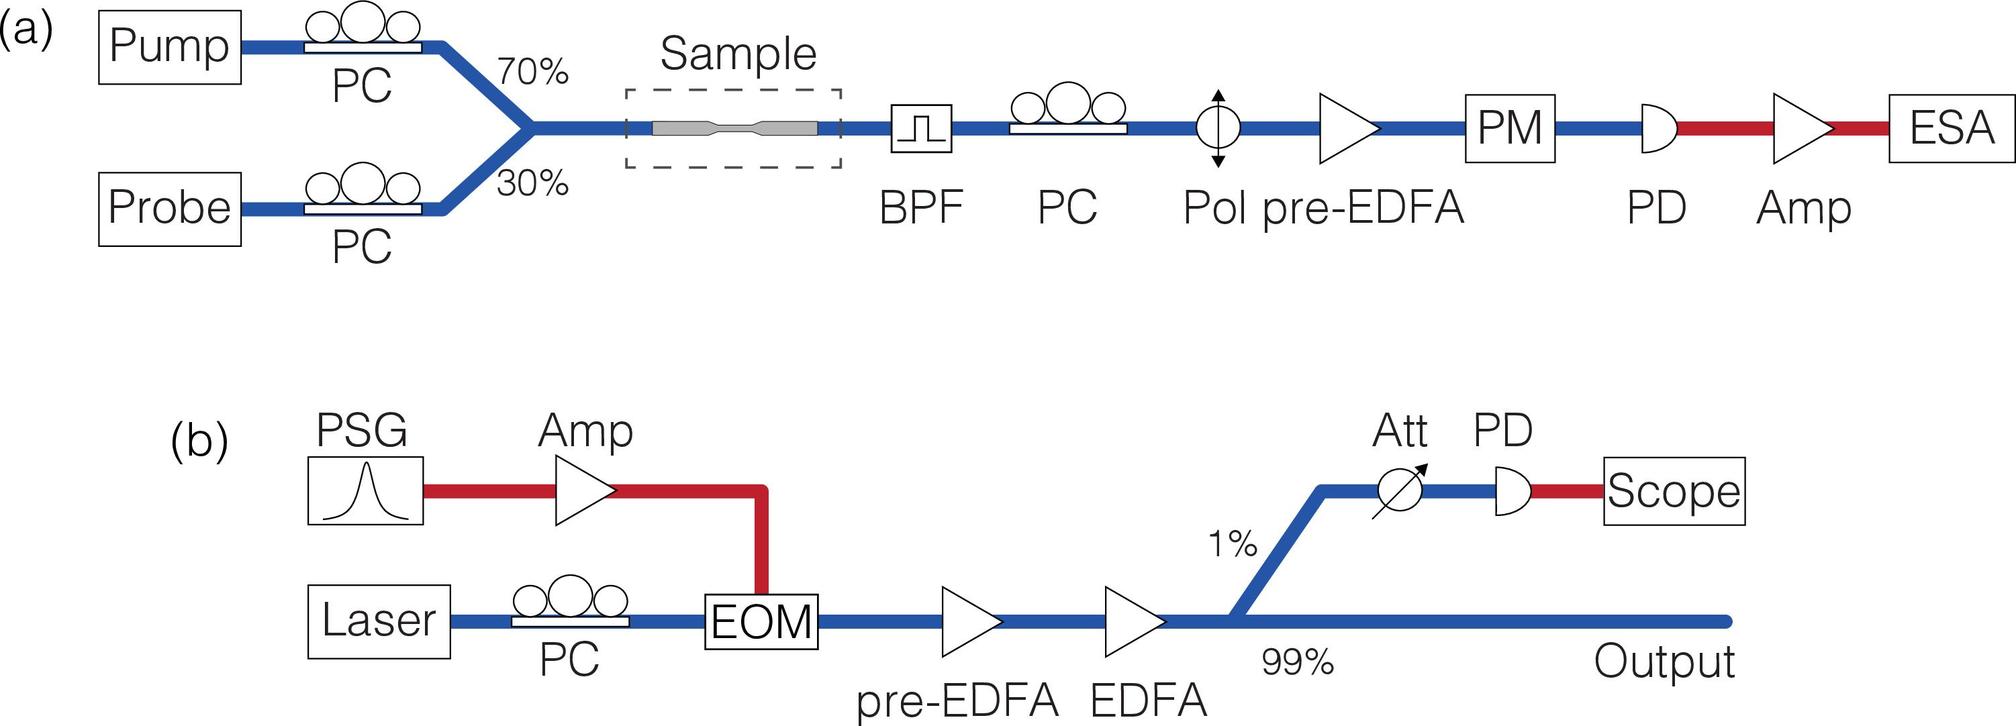 (a)
Pump
PC
70%
Sample
Probe
PC
30%
BPF
PC
Pol
pre-EDFA
PM
PD
Amp
ESA
(b)
PSG
Amp
Att
PD
Scope
1%
Laser
PC
EOM
pre-EDFA
EDFA
99%
Output